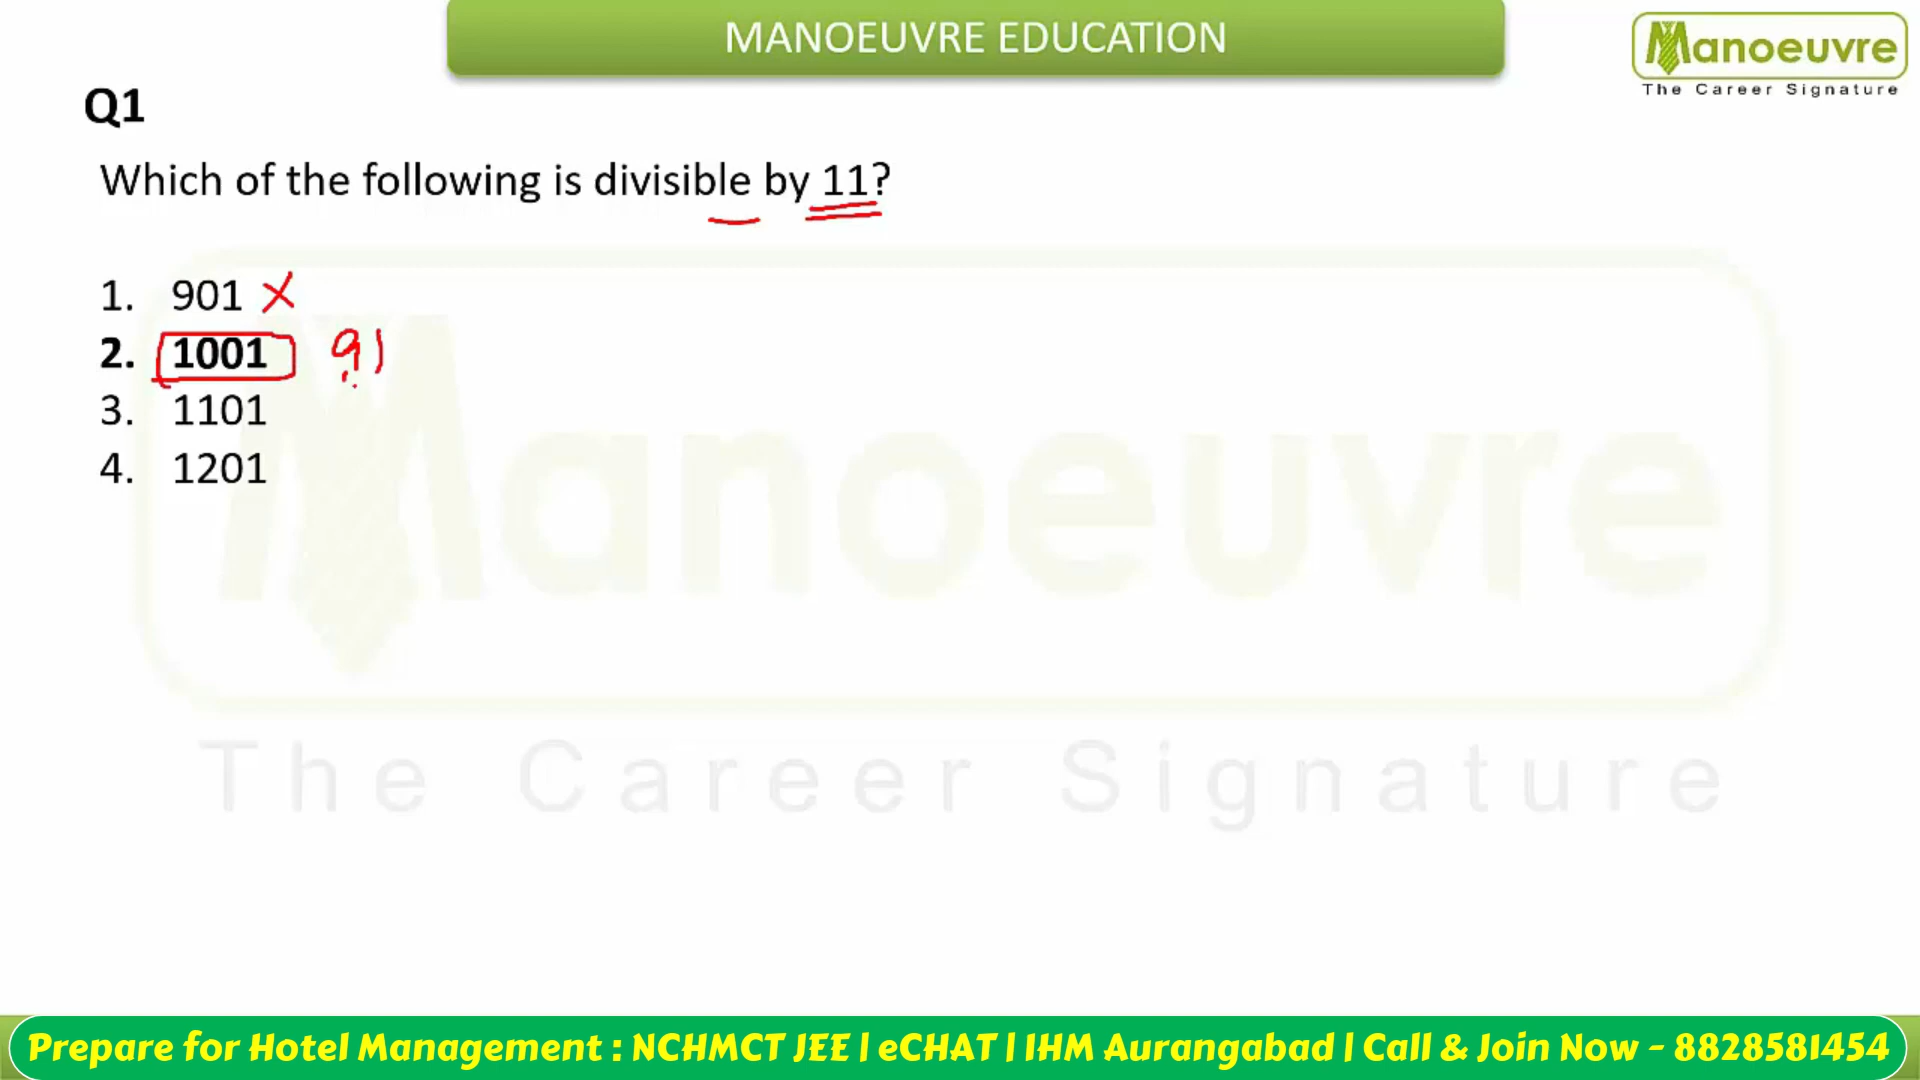 MANOEUVRE EDUCATION
Manoeuvre
The Career Signature
Q1
Which of the following is divisible by 11?
1. 901 X
2. 1001 91
3. 1101
4. 1201
Manoeuvre
The Career Signature
Prepare for Hotel Management : NCHMCT JEE | eCHAT | IHM Aurangabad | Call & Join Now - 8828581454